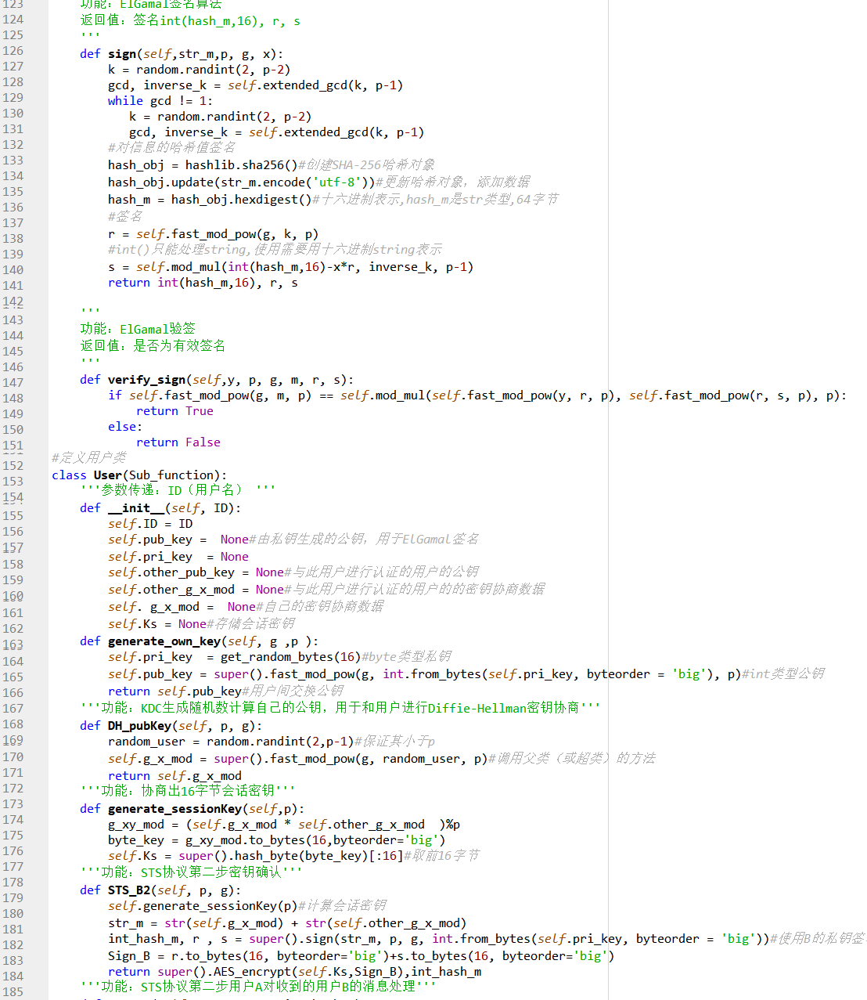 123 功能：ElGamal签名算法
124 返回值：签名int(hash_m,16), r, s
125 '''
126 def sign(self,str_m,p, g, x):
127 k = random.randint(2, p-2)
128 gcd, inverse_k = self.extended_gcd(k, p-1)
129 while gcd != 1:
130 k = random.randint(2, p-2)
131 gcd, inverse_k = self.extended_gcd(k, p-1)
132 #对信息的哈希值签名
133 hash_obj = hashlib.sha256()#创建SHA-256哈希对象
134 hash_obj.update(str_m.encode('utf-8'))#更新哈希对象，添加数据
135 hash_m = hash_obj.hexdigest()#十六进制表示,hash_m是str类型,64字节
136 #签名
137 r = self.fast_mod_pow(g, k, p)
138 #int()只能处理string,使用需要用十六进制string表示
139 s = self.mod_mul(int(hash_m,16)-x*r, inverse_k, p-1)
140 return int(hash_m,16), r, s
141
142 '''
143 功能：ElGamal验签
144 返回值：是否为有效签名
145 '''
146 def verify_sign(self,y, p, g, m, r, s):
147 if self.fast_mod_pow(g, m, p) == self.mod_mul(self.fast_mod_pow(y, r, p), self.fast_mod_pow(r, s, p), p):
148 return True
149 else:
150 return False
151 #定义用户类
152 class User(Sub_function):
153 '''参数传递：ID（用户名） '''
154 def __init__(self, ID):
155 self.ID = ID
156 self.pub_key =  None#由私钥生成的公钥，用于ElGamal签名
157 self.pri_key  = None
158 self.other_pub_key = None#与此用户进行认证的用户的公钥
159 self.other_g_x_mod = None#与此用户进行认证的用户的的密钥协商数据
160 self. g_x_mod =  None#自己的密钥协商数据
161 self.Ks = None#存储会话密钥
162 def generate_own_key(self, g ,p ):
163 self.pri_key  = get_random_bytes(16)#byte类型私钥
164 self.pub_key = super().fast_mod_pow(g, int.from_bytes(self.pri_key, byteorder = 'big'), p)#int类型公钥
165 return self.pub_key#用户间交换公钥
166 '''功能：KDC生成随机数计算自己的公钥，用于和用户进行Diffie-Hellman密钥协商'''
167 def DH_pubKey(self, p, g):
168 random_user = random.randint(2,p-1)#保证其小于p
169 self.g_x_mod = super().fast_mod_pow(g, random_user, p)#调用父类（或超类）的方法
170 return self.g_x_mod
171 '''功能：协商出16字节会话密钥'''
172 def generate_sessionKey(self,p):
173 g_xy_mod = (self.g_x_mod * self.other_g_x_mod  )%p
174 byte_key = g_xy_mod.to_bytes(16,byteorder='big')
175 self.Ks = super().hash_byte(byte_key)[:16]#取前16字节
176 '''功能：STS协议第二步密钥确认'''
177 def STS_B2(self, p, g):
178 self.generate_sessionKey(p)#计算会话密钥
179 str_m = str(self.g_x_mod) + str(self.other_g_x_mod)
180 int_hash_m, r , s = super().sign(str_m, p, g, int.from_bytes(self.pri_key, byteorder = 'big'))#使用B的私钥签
181 Sign_B = r.to_bytes(16, byteorder='big')+s.to_bytes(16, byteorder='big')
182 return super().AES_encrypt(self.Ks,Sign_B),int_hash_m
183 '''功能：STS协议第二步用户A对收到的用户B的消息处理'''
184
185